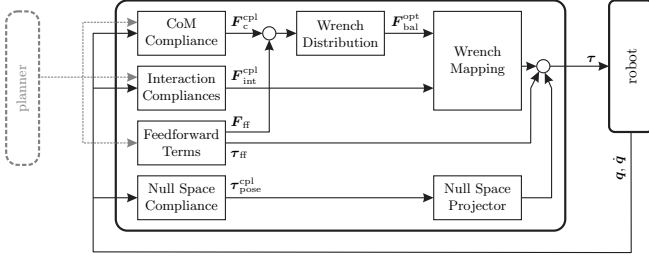 planner
CoM
Compliance
F_c^cpl
Wrench
Distribution
F_bal^opt
Wrench
Mapping
Interaction
Compliances
F_int^cpl
Feedforward
Terms
F_ff
τ_ff
Null Space
Compliance
τ_pose^cpl
Null Space
Projector
τ
robot
q, q̇